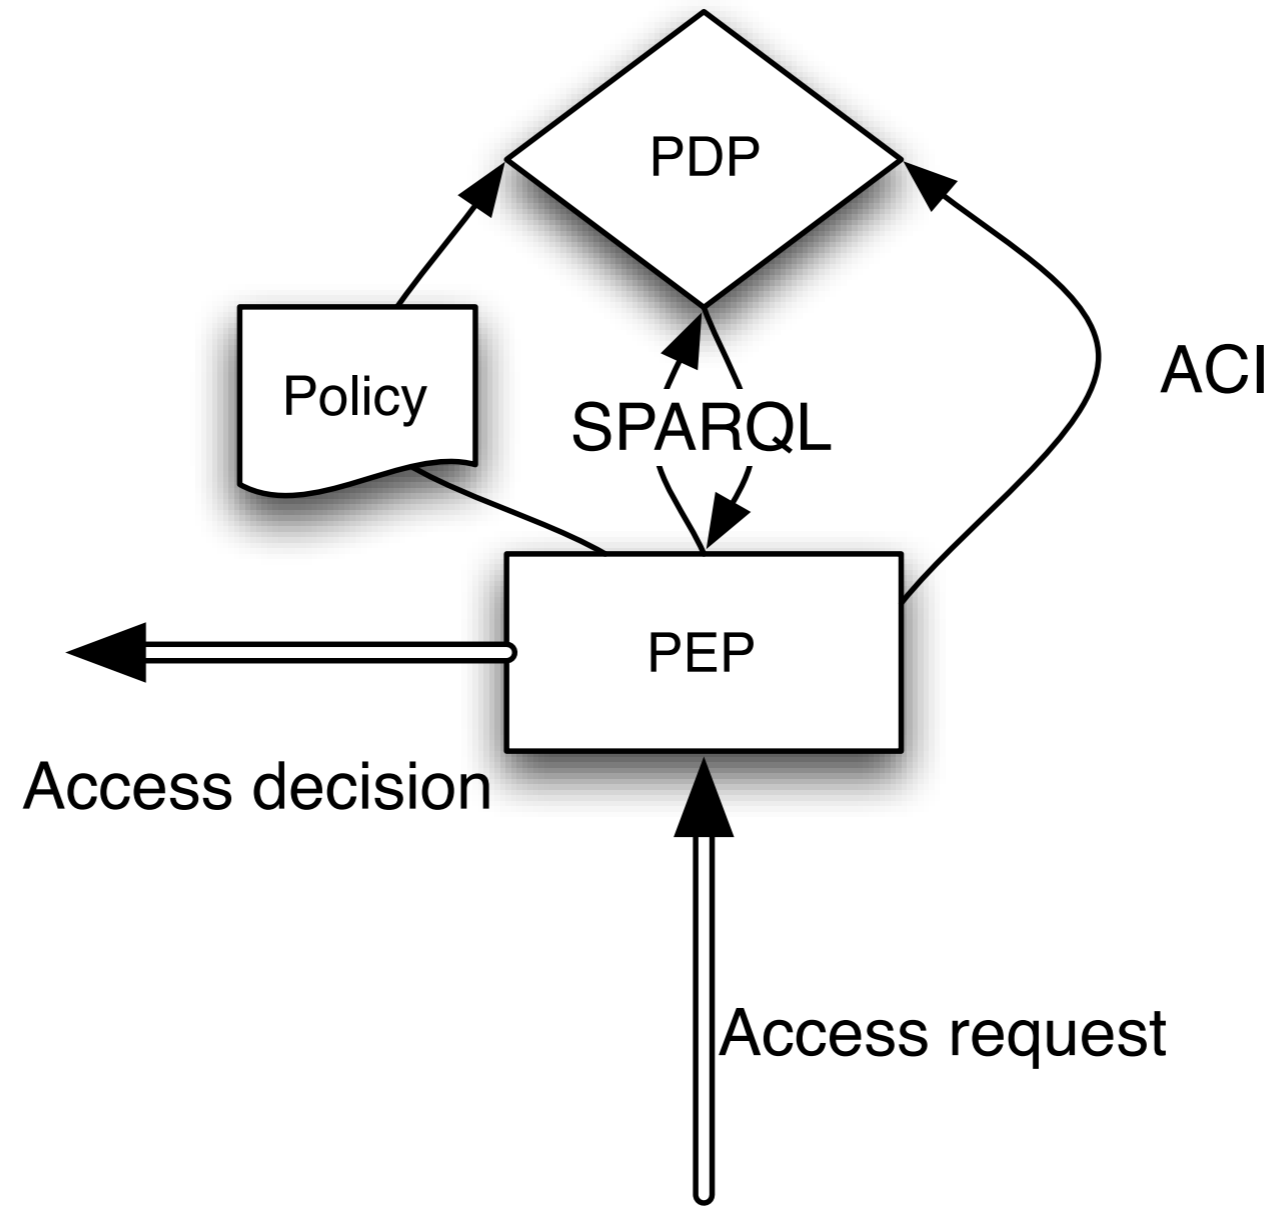 PDP
Policy
SPARQL
ACI
PEP
Access decision
Access request